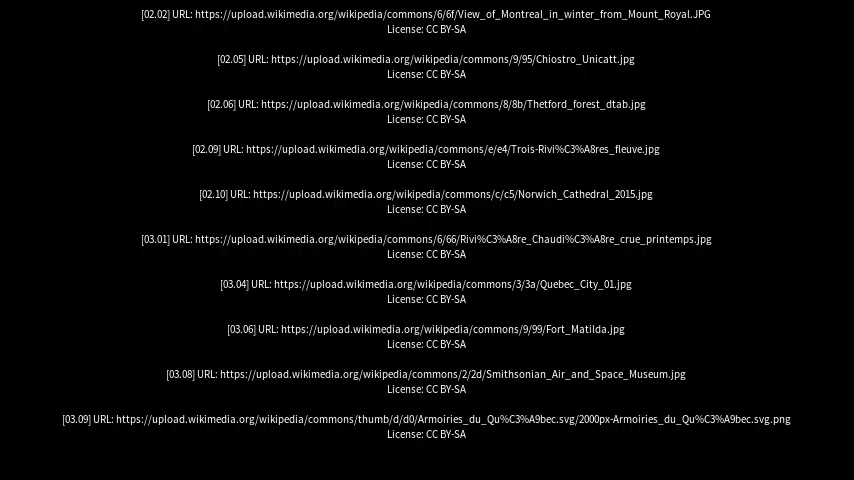 [02.02] URL: https://upload.wikimedia.org/wikipedia/commons/6/6f/View_of_Montreal_in_winter_from_Mount_Royal.JPG
License: CC BY-SA
[02.05] URL: https://upload.wikimedia.org/wikipedia/commons/9/95/Chiostro_Unicatt.jpg
License: CC BY-SA
[02.06] URL: https://upload.wikimedia.org/wikipedia/commons/8/8b/Thetford_forest_dtab.jpg
License: CC BY-SA
[02.09] URL: https://upload.wikimedia.org/wikipedia/commons/e/e4/Trois-Rivi%C3%A8res_fleuve.jpg
License: CC BY-SA
[02.10] URL: https://upload.wikimedia.org/wikipedia/commons/c/c5/Norwich_Cathedral_2015.jpg
License: CC BY-SA
[03.01] URL: https://upload.wikimedia.org/wikipedia/commons/6/66/Rivi%C3%A8re_Chaudi%C3%A8re_crue_printemps.jpg
License: CC BY-SA
[03.04] URL: https://upload.wikimedia.org/wikipedia/commons/3/3a/Quebec_City_01.jpg
License: CC BY-SA
[03.06] URL: https://upload.wikimedia.org/wikipedia/commons/9/99/Fort_Matilda.jpg
License: CC BY-SA
[03.08] URL: https://upload.wikimedia.org/wikipedia/commons/2/2d/Smithsonian_Air_and_Space_Museum.jpg
License: CC BY-SA
[03.09] URL: https://upload.wikimedia.org/wikipedia/commons/thumb/d/d0/Armoiries_du_Qu%C3%A9bec.svg/2000px-Armoiries_du_Qu%C3%A9bec.svg.png
License: CC BY-SA